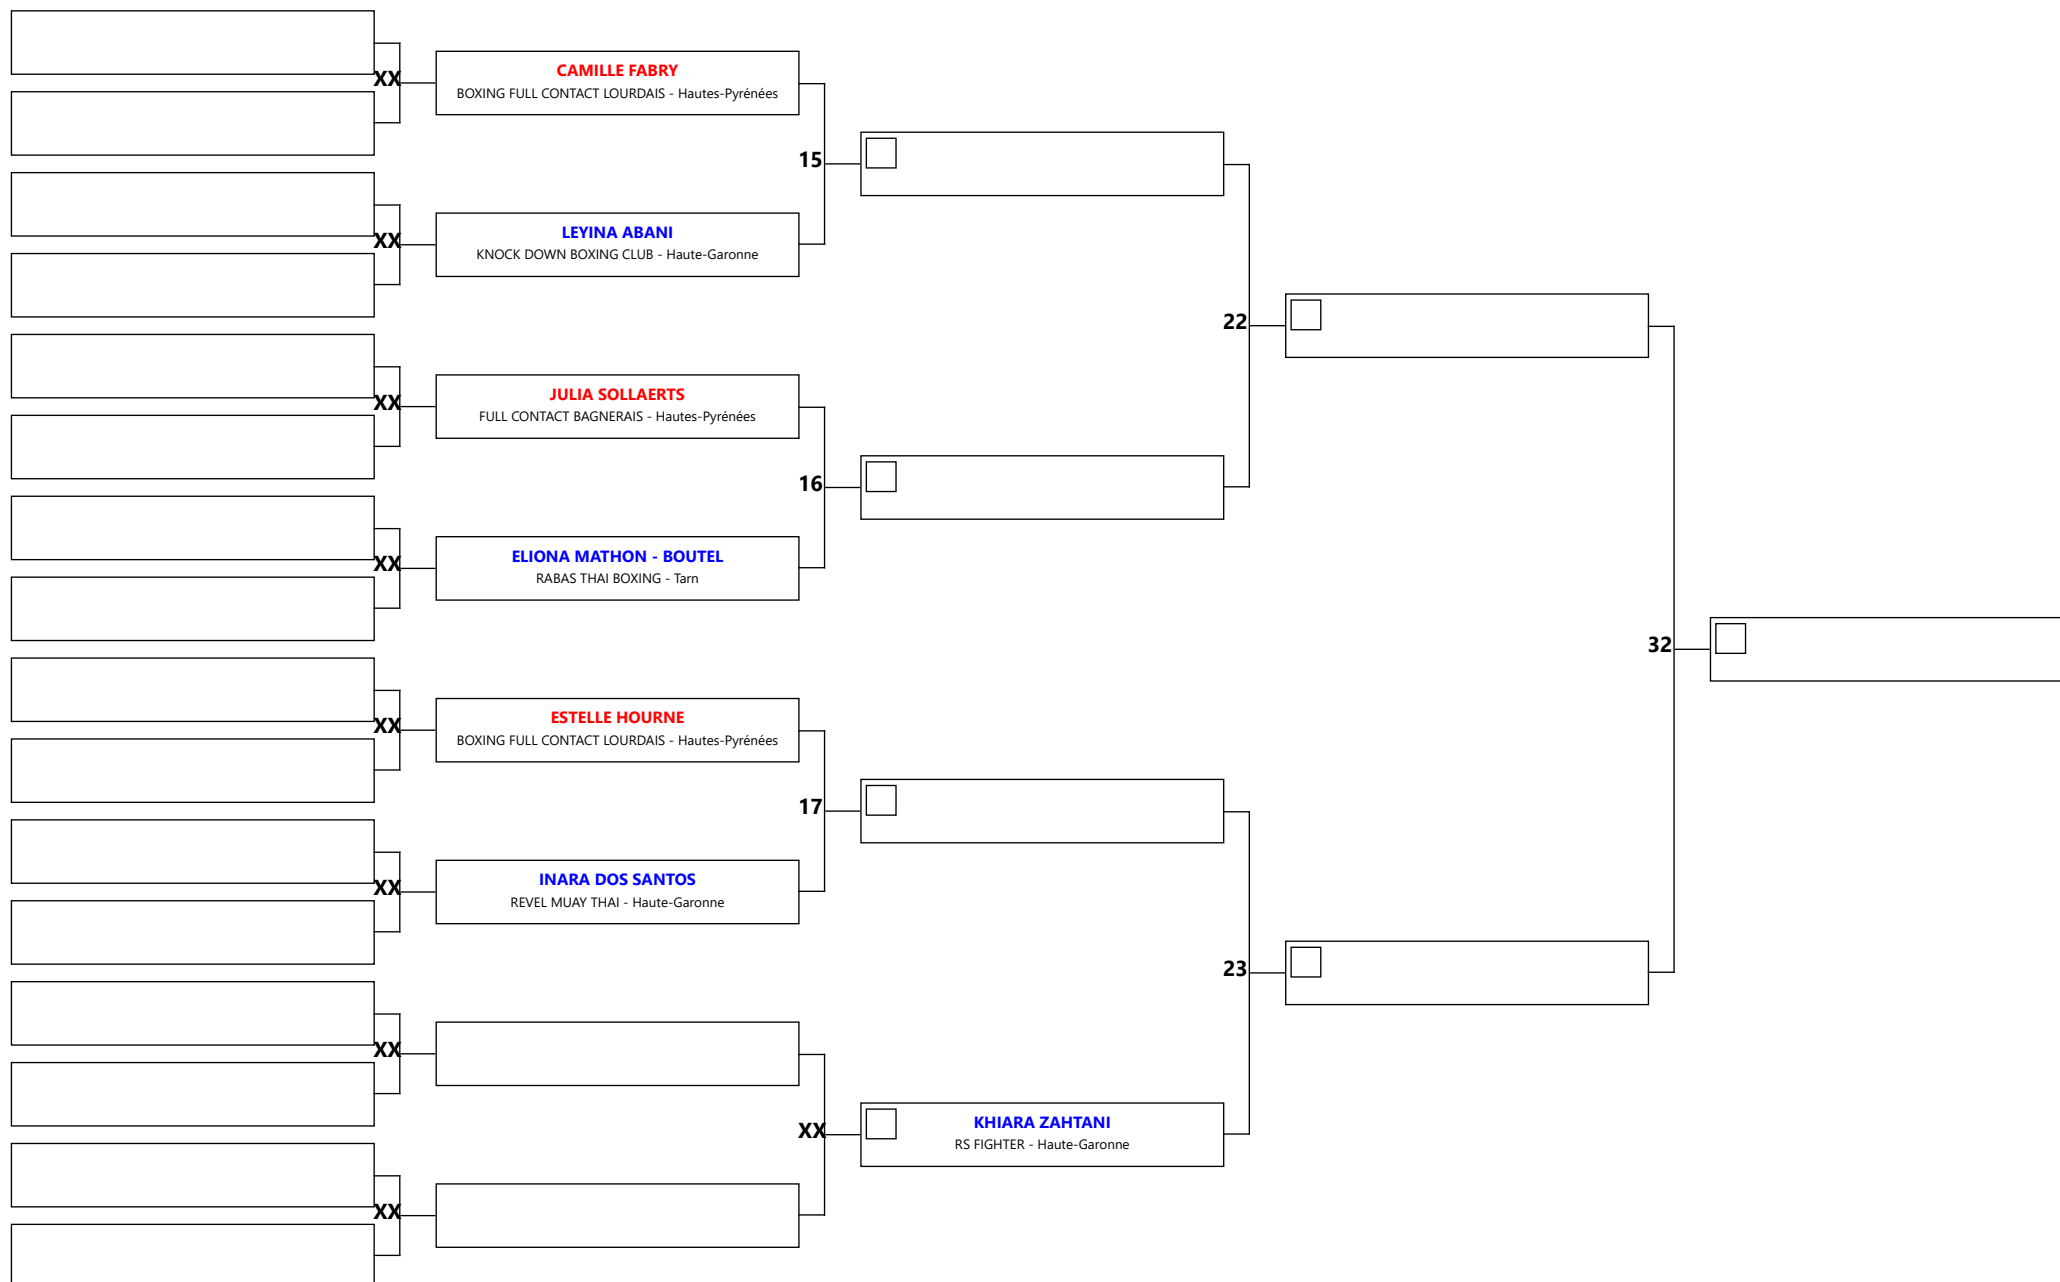 XX
CAMILLE FABRY
BOXING FULL CONTACT LOURDAIS - Hautes-Pyrénées
15
XX
LEYINA ABANI
KNOCK DOWN BOXING CLUB - Haute-Garonne
22
XX
JULIA SOLLAERTS
FULL CONTACT BAGNERAIS - Hautes-Pyrénées
16
XX
ELIONA MATHON - BOUTEL
RABAS THAI BOXING - Tarn
32
XX
ESTELLE HOURNE
BOXING FULL CONTACT LOURDAIS - Hautes-Pyrénées
17
XX
INARA DOS SANTOS
REVEL MUAY THAI - Haute-Garonne
23
XX
XX
KHIARA ZAHTANI
RS FIGHTER - Haute-Garonne
XX